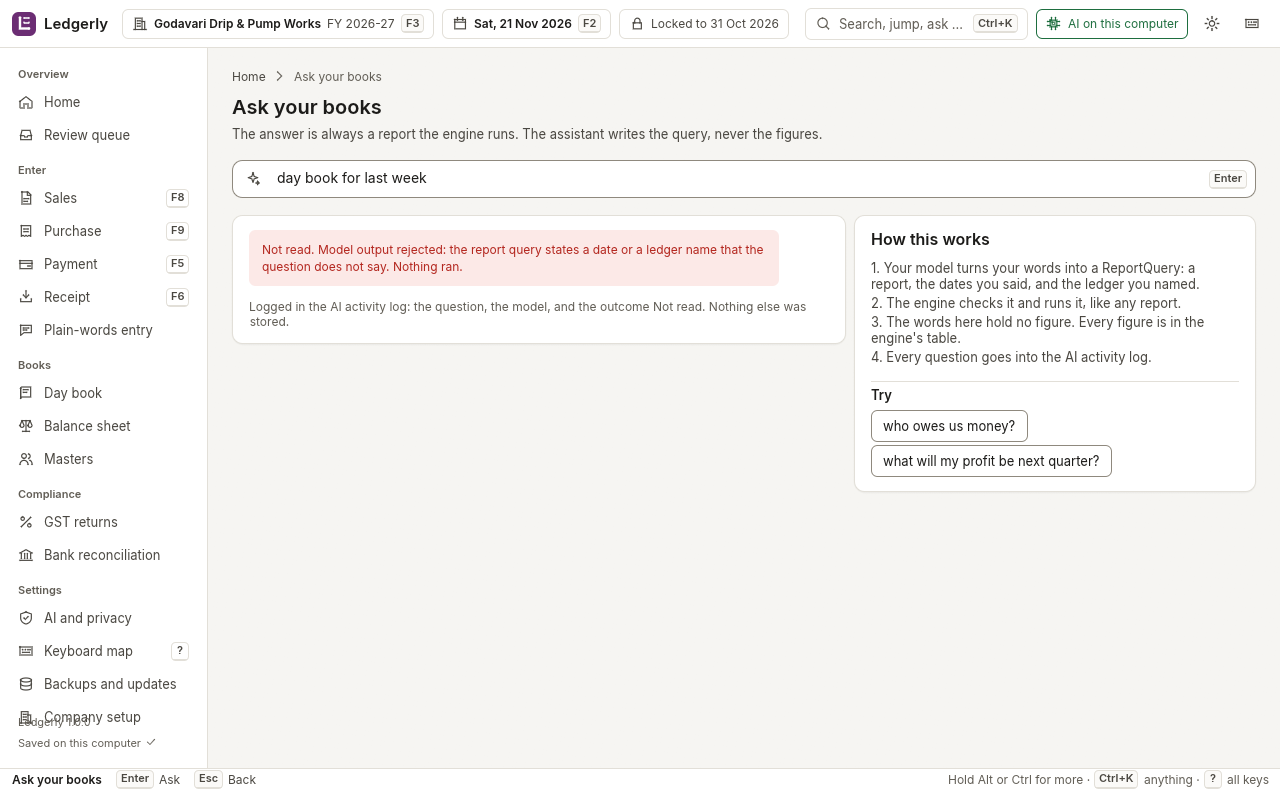 Ledgerly
Godavari Drip & Pump Works FY 2026-27 F3
Sat, 21 Nov 2026 F2
Locked to 31 Oct 2026
Search, jump, ask ... Ctrl+K
AI on this computer
Overview
Home
Review queue
Enter
Sales F8
Purchase F9
Payment F5
Receipt F6
Plain-words entry
Books
Day book
Balance sheet
Masters
Compliance
GST returns
Bank reconciliation
Settings
AI and privacy
Keyboard map ?
Backups and updates
Company setup
Ledgerly 1.0.0
Saved on this computer
Home > Ask your books
Ask your books
The answer is always a report the engine runs. The assistant writes the query, never the figures.
day book for last week Enter
Not read. Model output rejected: the report query states a date or a ledger name that the
question does not say. Nothing ran.
Logged in the AI activity log: the question, the model, and the outcome Not read. Nothing else was
stored.
How this works
1. Your model turns your words into a ReportQuery: a
report, the dates you said, and the ledger you named.
2. The engine checks it and runs it, like any report.
3. The words here hold no figure. Every figure is in the
engine's table.
4. Every question goes into the AI activity log.
Try
who owes us money?
what will my profit be next quarter?
Ask your books Enter Ask Esc Back
Hold Alt or Ctrl for more · Ctrl+K anything · ? all keys